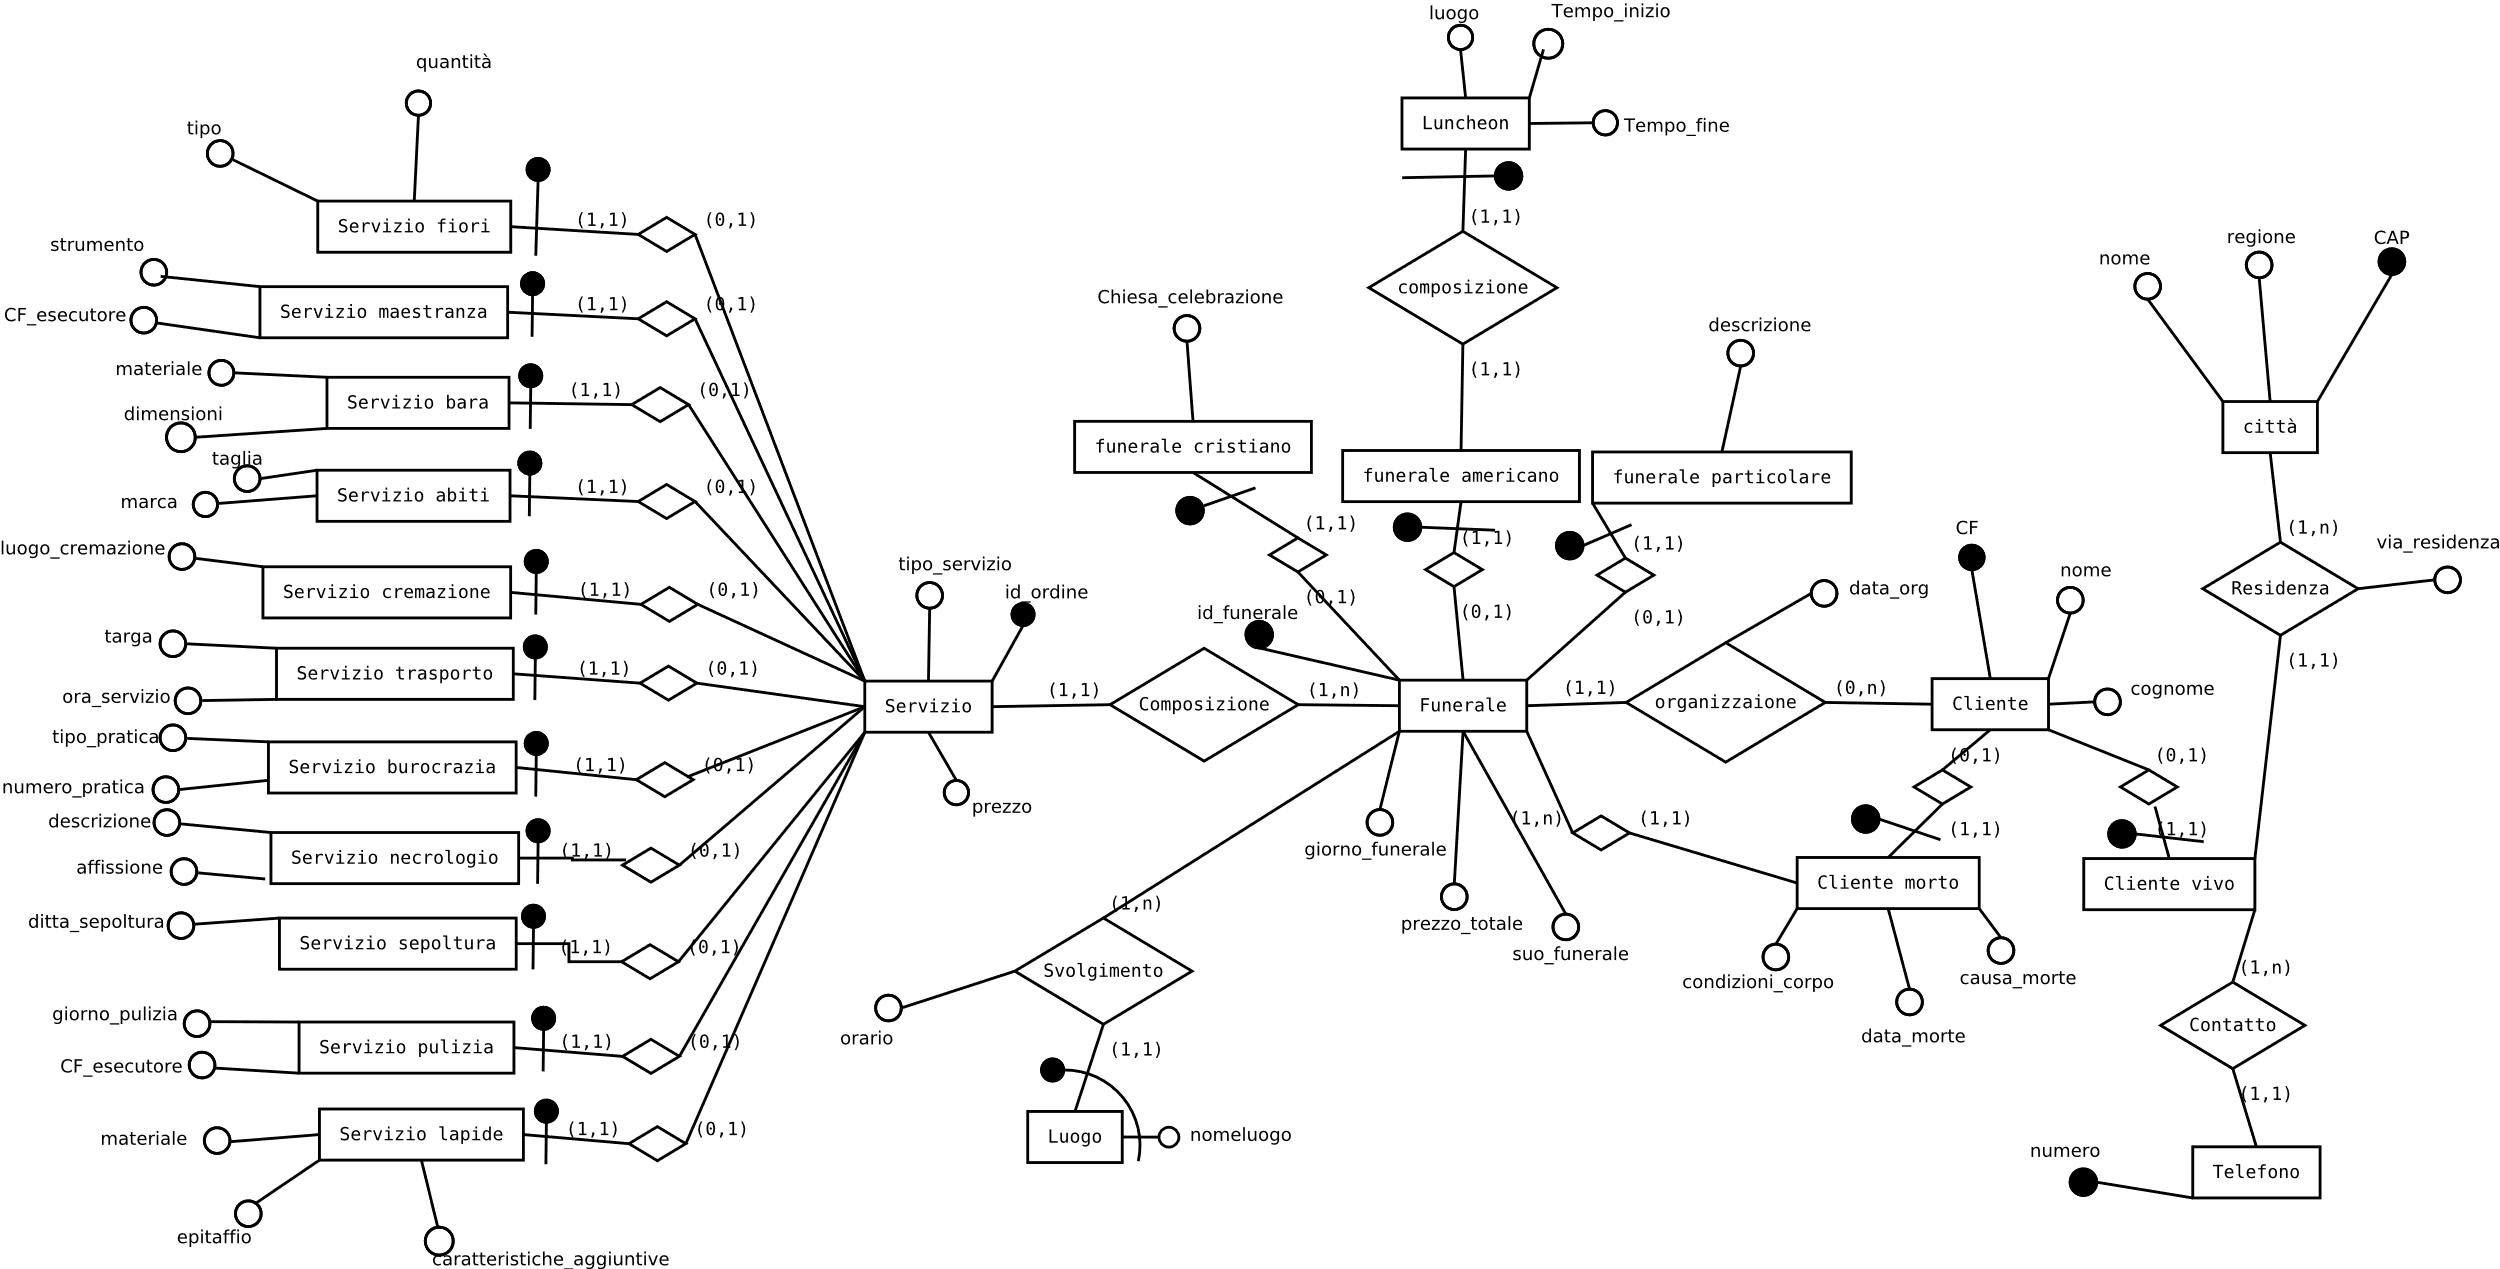 luogo
Tempo_inizio
quantità
tipo
Luncheon
Tempo_fine
Servizio fiori
(1,1)
(0,1)
(1,1)
strumento
composizione
nome
regione
CAP
CF_esecutore
Servizio maestranza
(1,1)
(0,1)
Chiesa_celebrazione
descrizione
materiale
dimensioni
Servizio bara
(1,1)
(0,1)
(1,1)
città
funerale cristiano
funerale americano
funerale particolare
taglia
marca
Servizio abiti
(1,1)
(0,1)
(1,1)
(1,1)
(1,1)
CF
(1,n)
via_residenza
luogo_cremazione
Servizio cremazione
(1,1)
(0,1)
tipo_servizio
id_ordine
id_funerale
(0,1)
(0,1)
(0,1)
data_org
nome
Residenza
targa
ora_servizio
Servizio trasporto
(1,1)
(0,1)
Servizio
(1,1)
Composizione
(1,n)
Funerale
(1,1)
organizzaione
(0,n)
Cliente
cognome
(1,1)
tipo_pratica
numero_pratica
Servizio burocrazia
(1,1)
(0,1)
prezzo
(0,1)
(0,1)
descrizione
affissione
Servizio necrologio
(1,1)
(0,1)
giorno_funerale
(1,n)
(1,1)
(1,1)
(1,1)
Cliente morto
Cliente vivo
ditta_sepoltura
Servizio sepoltura
(1,1)
(0,1)
(1,n)
prezzo_totale
suo_funerale
condizioni_corpo
causa_morte
(1,n)
Svolgimento
giorno_pulizia
CF_esecutore
Servizio pulizia
(1,1)
(0,1)
orario
(1,1)
data_morte
Contatto
(1,1)
materiale
Servizio lapide
(1,1)
(0,1)
Luogo
nomeluogo
numero
Telefono
epitaffio
caratteristiche_aggiuntive